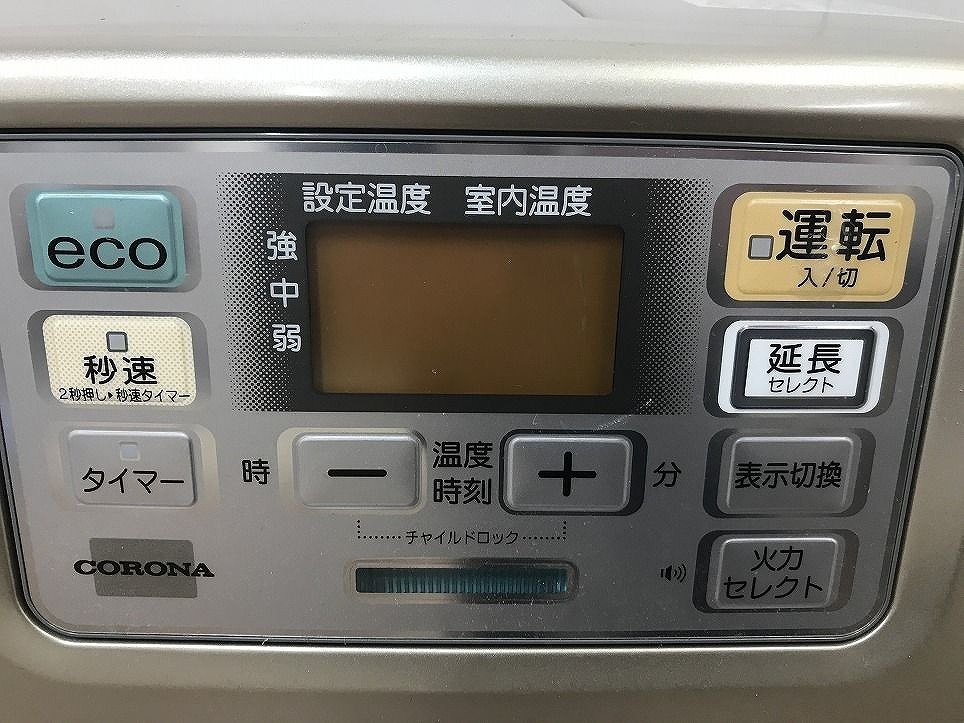 設定温度 室内温度
強
中
弱
eco
秒速
2秒押し▶秒速タイマー
タイマー
時
−
温度
時刻
+
分
チャイルドロック
CORONA
運転
入/切
延長
セレクト
表示切換
火力
セレクト